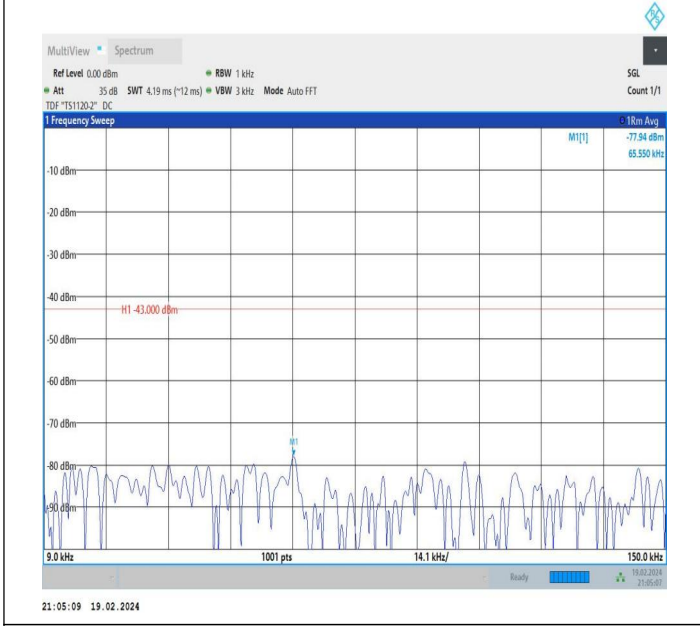 MultiView Spectrum
Ref Level 0.00 dBm RBW 1 kHz SGL
Att 35 dB SWT 4.19 ms (~12 ms) VBW 3 kHz Mode Auto FFT Count 1/1
TDF "TS1120-2" DC
1 Frequency Sweep 1Rm Avg
M1[1] -77.94 dBm
65.550 kHz
-10 dBm
-20 dBm
-30 dBm
-40 dBm
H1 -43.000 dBm
-50 dBm
-60 dBm
-70 dBm
M1
-80 dBm
-90 dBm
9.0 kHz 1001 pts 14.1 kHz/ 150.0 kHz
Ready 19.02.2024
21:05:07
21:05:09 19.02.2024